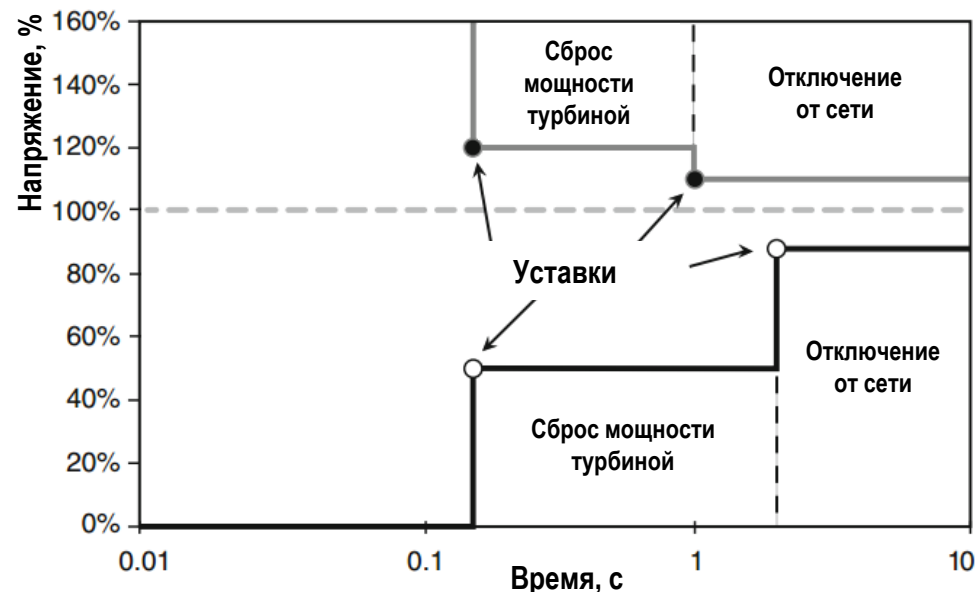 Напряжение, %
160%
140%
120%
100%
80%
60%
40%
20%
0%
Сброс
мощности
турбиной
Отключение
от сети
Уставки
Отключение
от сети
Сброс мощности
турбиной
0.01
0.1
1
10
Время, с